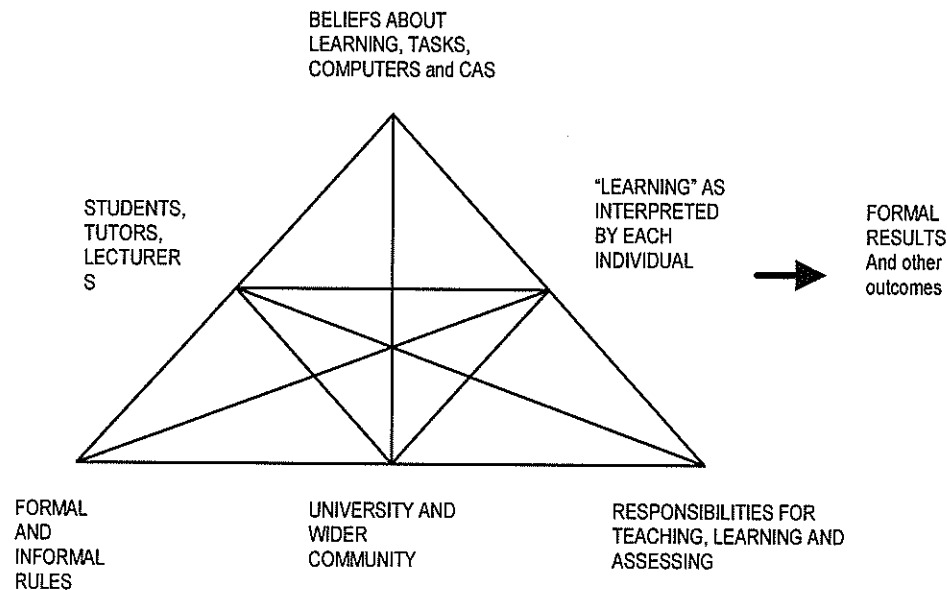 BELIEFS ABOUT
LEARNING, TASKS,
COMPUTERS and CAS
STUDENTS,
TUTORS,
LECTURER
S
“LEARNING” AS
INTERPRETED
BY EACH
INDIVIDUAL
FORMAL
RESULTS
And other
outcomes
FORMAL
AND
INFORMAL
RULES
UNIVERSITY AND
WIDER
COMMUNITY
RESPONSIBILITIES FOR
TEACHING, LEARNING AND
ASSESSING